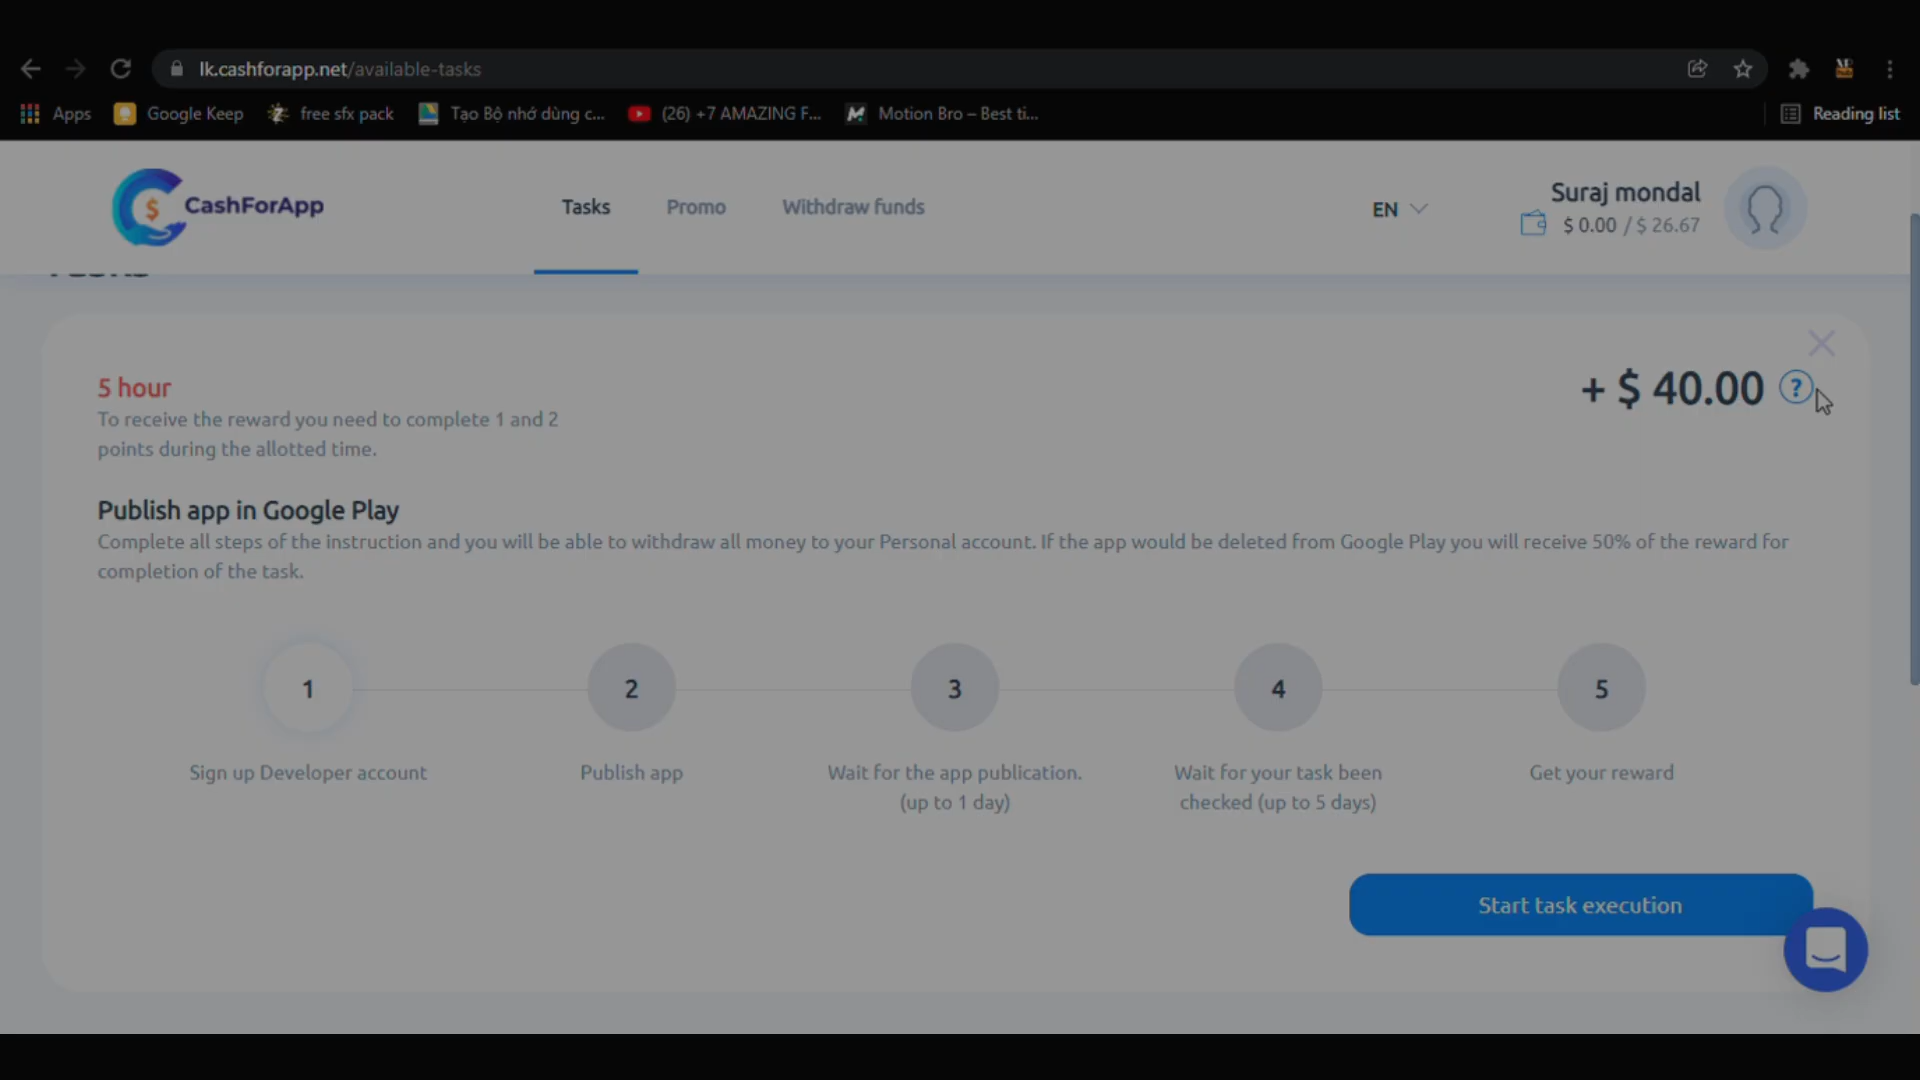 lk.cashforapp.net/available-tasks
Apps
Google Keep
free sfx pack
Tạo Bộ nhớ dùng c...
(26) +7 AMAZING F...
Motion Bro – Best ti...
Reading list
CashForApp
Tasks
Promo
Withdraw funds
EN
Suraj mondal
$ 0.00 / $ 26.67
5 hour
+ $ 40.00 ?
To receive the reward you need to complete 1 and 2
points during the allotted time.
Publish app in Google Play
Complete all steps of the instruction and you will be able to withdraw all money to your Personal account. If the app would be deleted from Google Play you will receive 50% of the reward for
completion of the task.
1
2
3
4
5
Sign up Developer account
Publish app
Wait for the app publication.
(up to 1 day)
Wait for your task been
checked (up to 5 days)
Get your reward
Start task execution